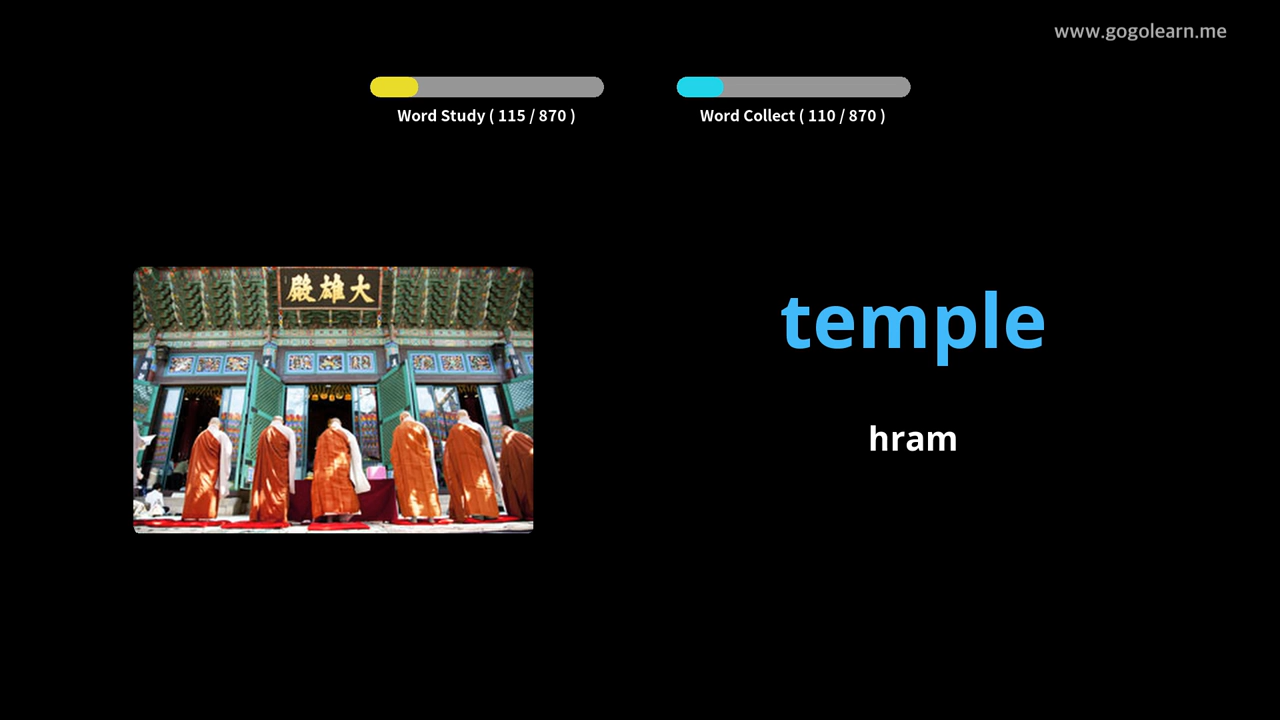 www.gogolearn.me
Word Study ( 115 / 870 )
Word Collect ( 110 / 870 )
殿雄大
temple
hram